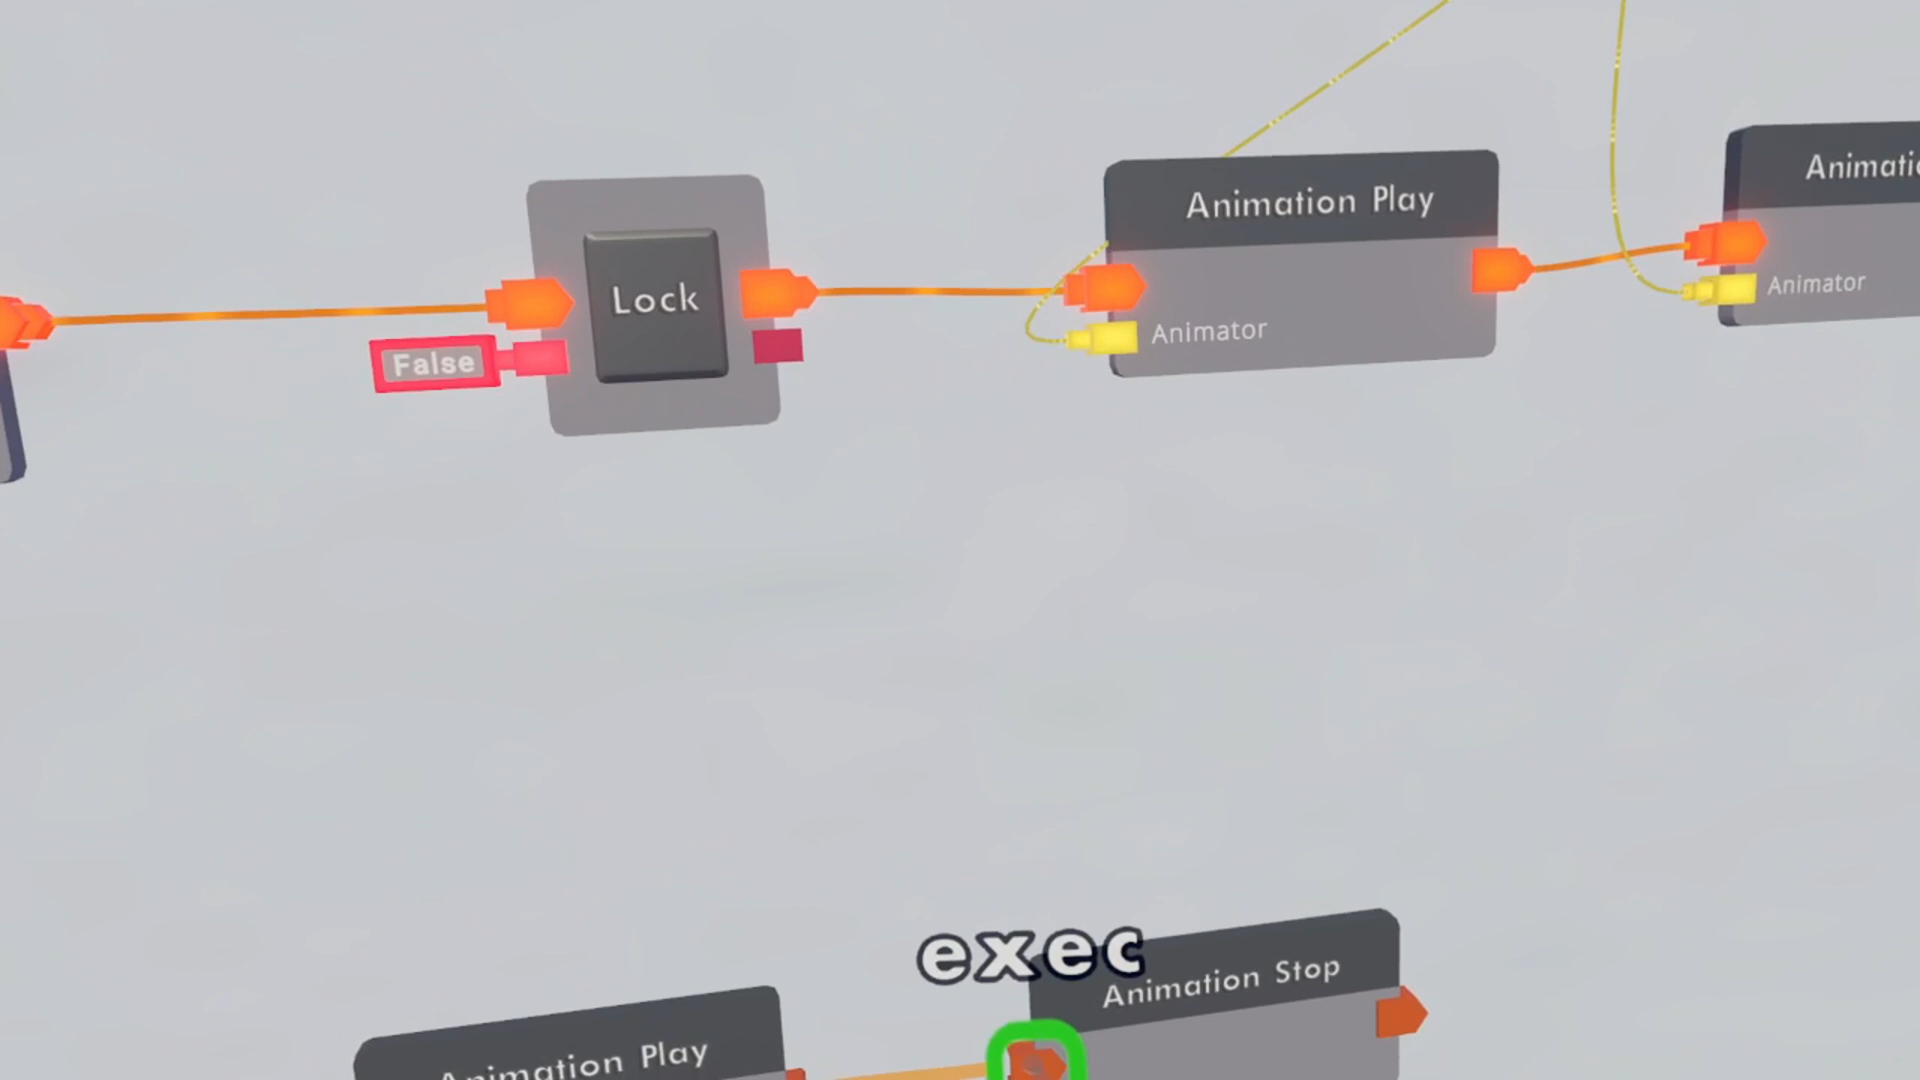 Animation Play
Lock
False
Animator
Animator
exec
Animation Stop
Animation Play